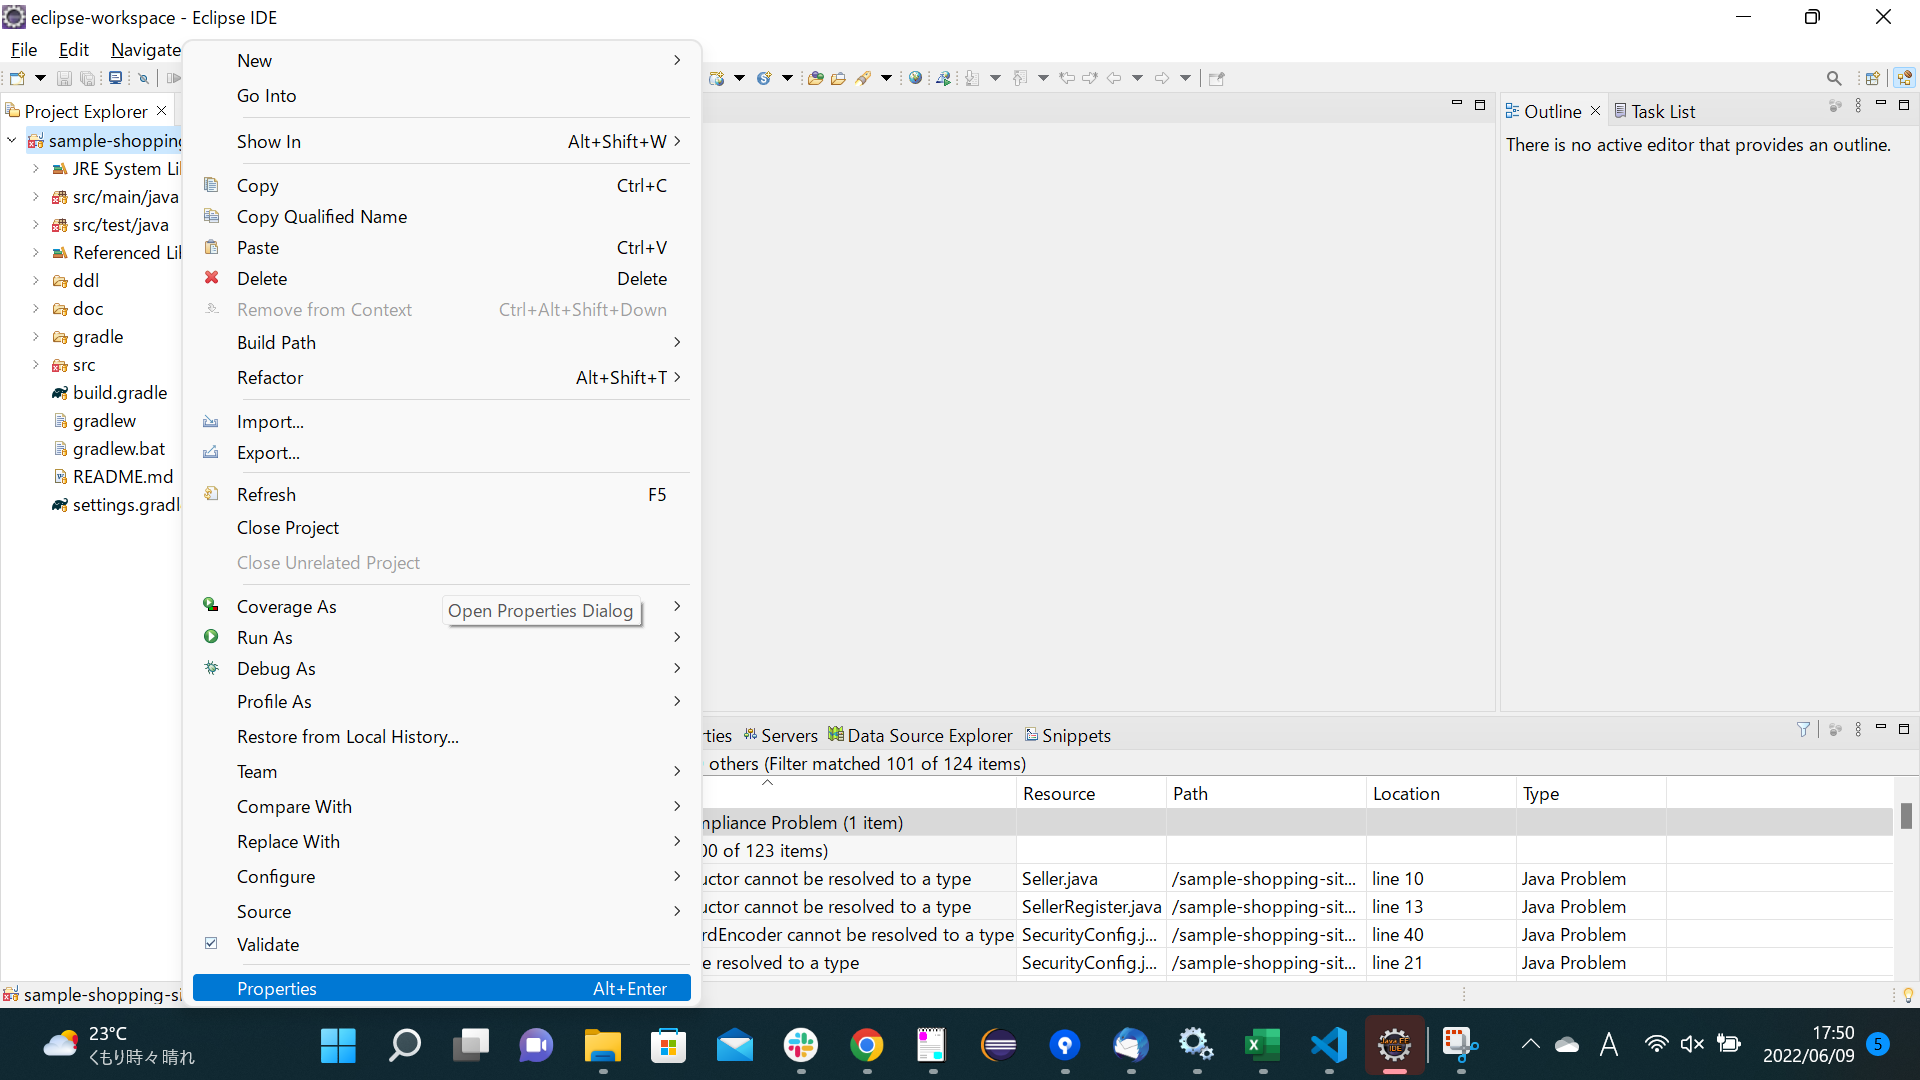 eclipse-workspace - Eclipse IDE
File Edit Navigate
Project Explorer
sample-shopping
JRE System Li
src/main/java
src/test/java
Referenced Lil
ddl
doc
gradle
src
build.gradle
gradlew
gradlew.bat
README.md
settings.gradl
sample-shopping-si
New
Go Into
Show In Alt+Shift+W
Copy Ctrl+C
Copy Qualified Name
Paste Ctrl+V
Delete Delete
Remove from Context Ctrl+Alt+Shift+Down
Build Path
Refactor Alt+Shift+T
Import...
Export...
Refresh F5
Close Project
Close Unrelated Project
Coverage As
Open Properties Dialog
Run As
Debug As
Profile As
Restore from Local History...
Team
Compare With
Replace With
Configure
Source
Validate
Properties Alt+Enter
Outline Task List
There is no active editor that provides an outline.
rties Servers Data Source Explorer Snippets
others (Filter matched 101 of 124 items)
Resource Path Location Type
mpliance Problem (1 item)
00 of 123 items)
uctor cannot be resolved to a type Seller.java /sample-shopping-sit... line 10 Java Problem
uctor cannot be resolved to a type SellerRegister.java /sample-shopping-sit... line 13 Java Problem
rdEncoder cannot be resolved to a type SecurityConfig.j... /sample-shopping-sit... line 40 Java Problem
e resolved to a type SecurityConfig.j... /sample-shopping-sit... line 21 Java Problem
23°C
くもり時々晴れ
Java EE
IDE
A
17:50
2022/06/09
5